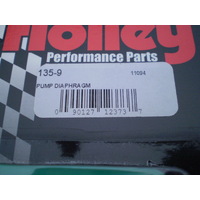 Holley
Performance Parts
135-9 11094
PUMP DIAPHRAGM
0 90127 12373 7